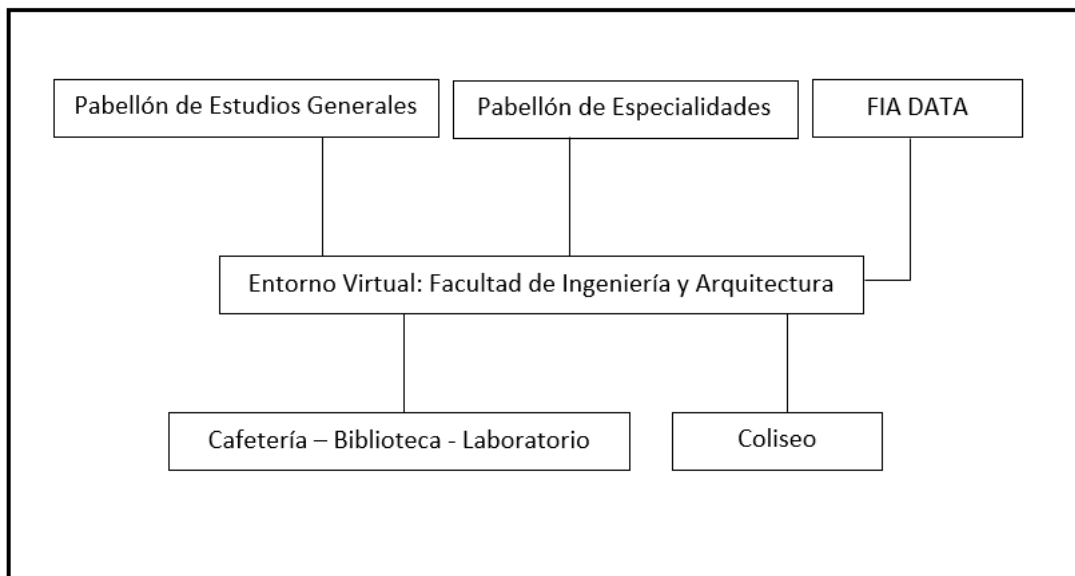 Pabellón de Estudios Generales
Pabellón de Especialidades
FIA DATA
Entorno Virtual: Facultad de Ingeniería y Arquitectura
Cafetería – Biblioteca - Laboratorio
Coliseo